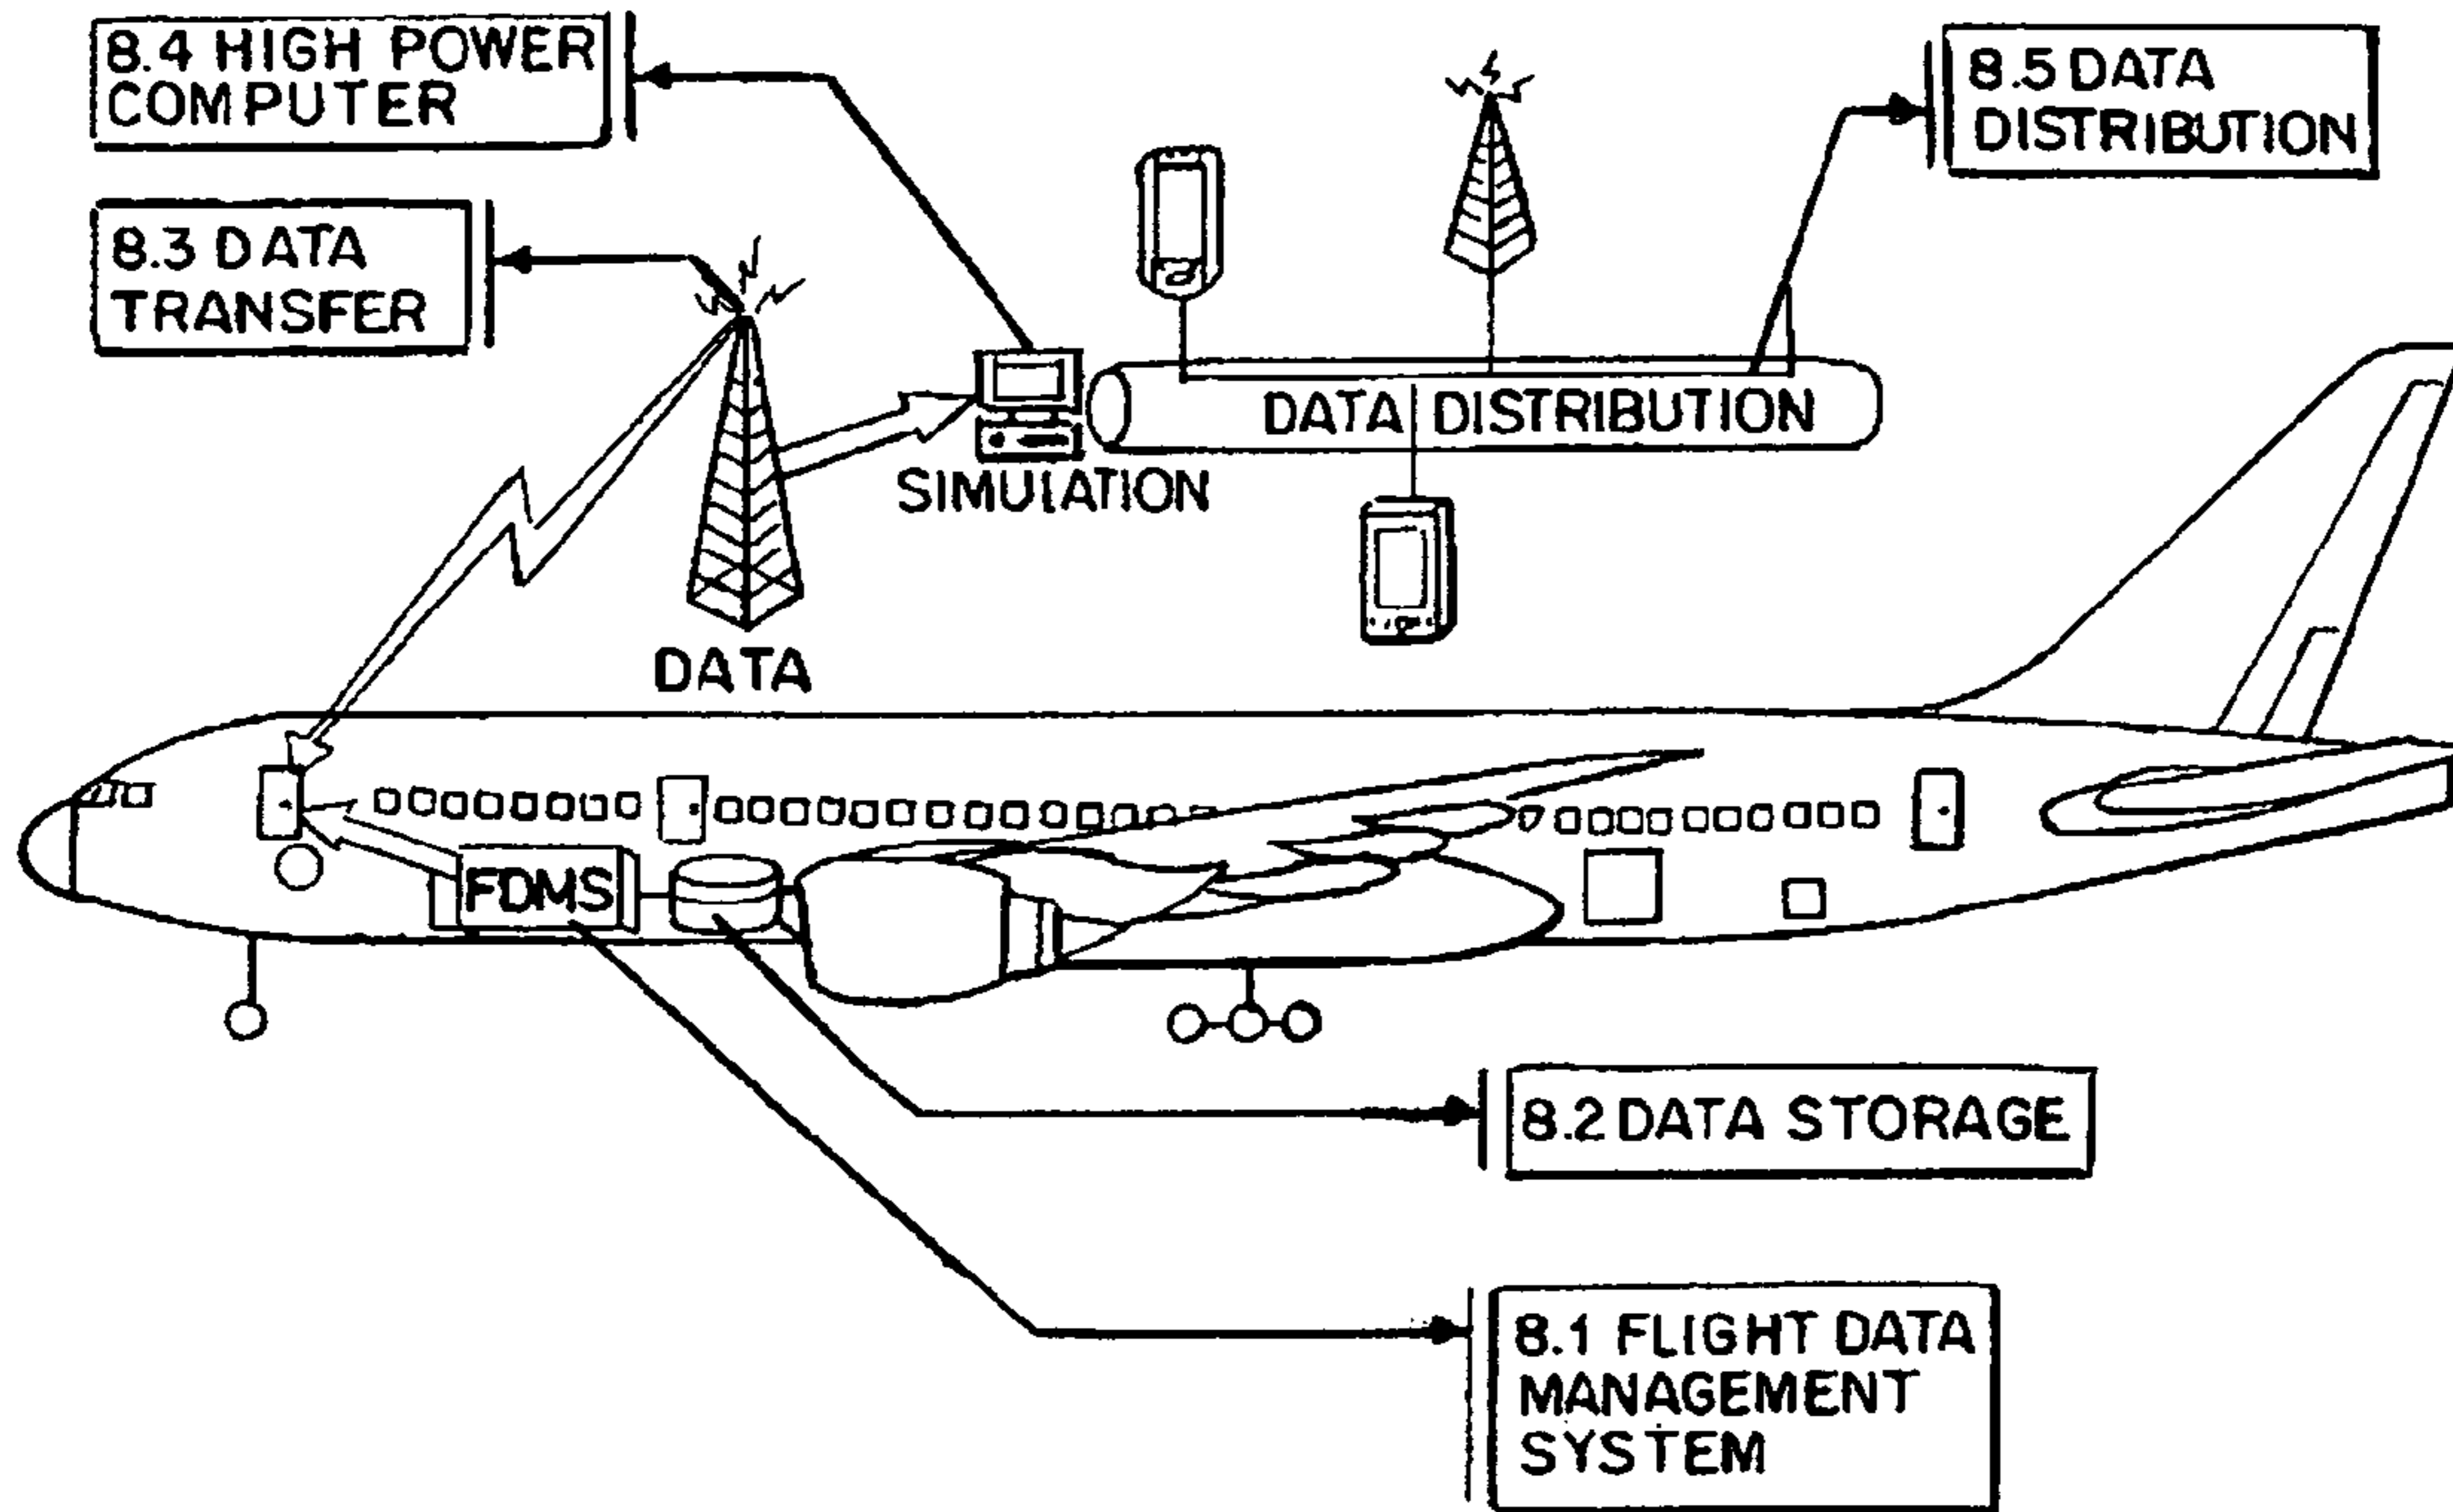 8.4 HIGH POWER
COMPUTER
8.5 DATA
DISTRIBUTION
8.3 DATA
TRANSFER
DATA DISTRIBUTION
SIMULATION
DATA
FDMS
8.2 DATA STORAGE
8.1 FLIGHT DATA
MANAGEMENT
SYSTEM